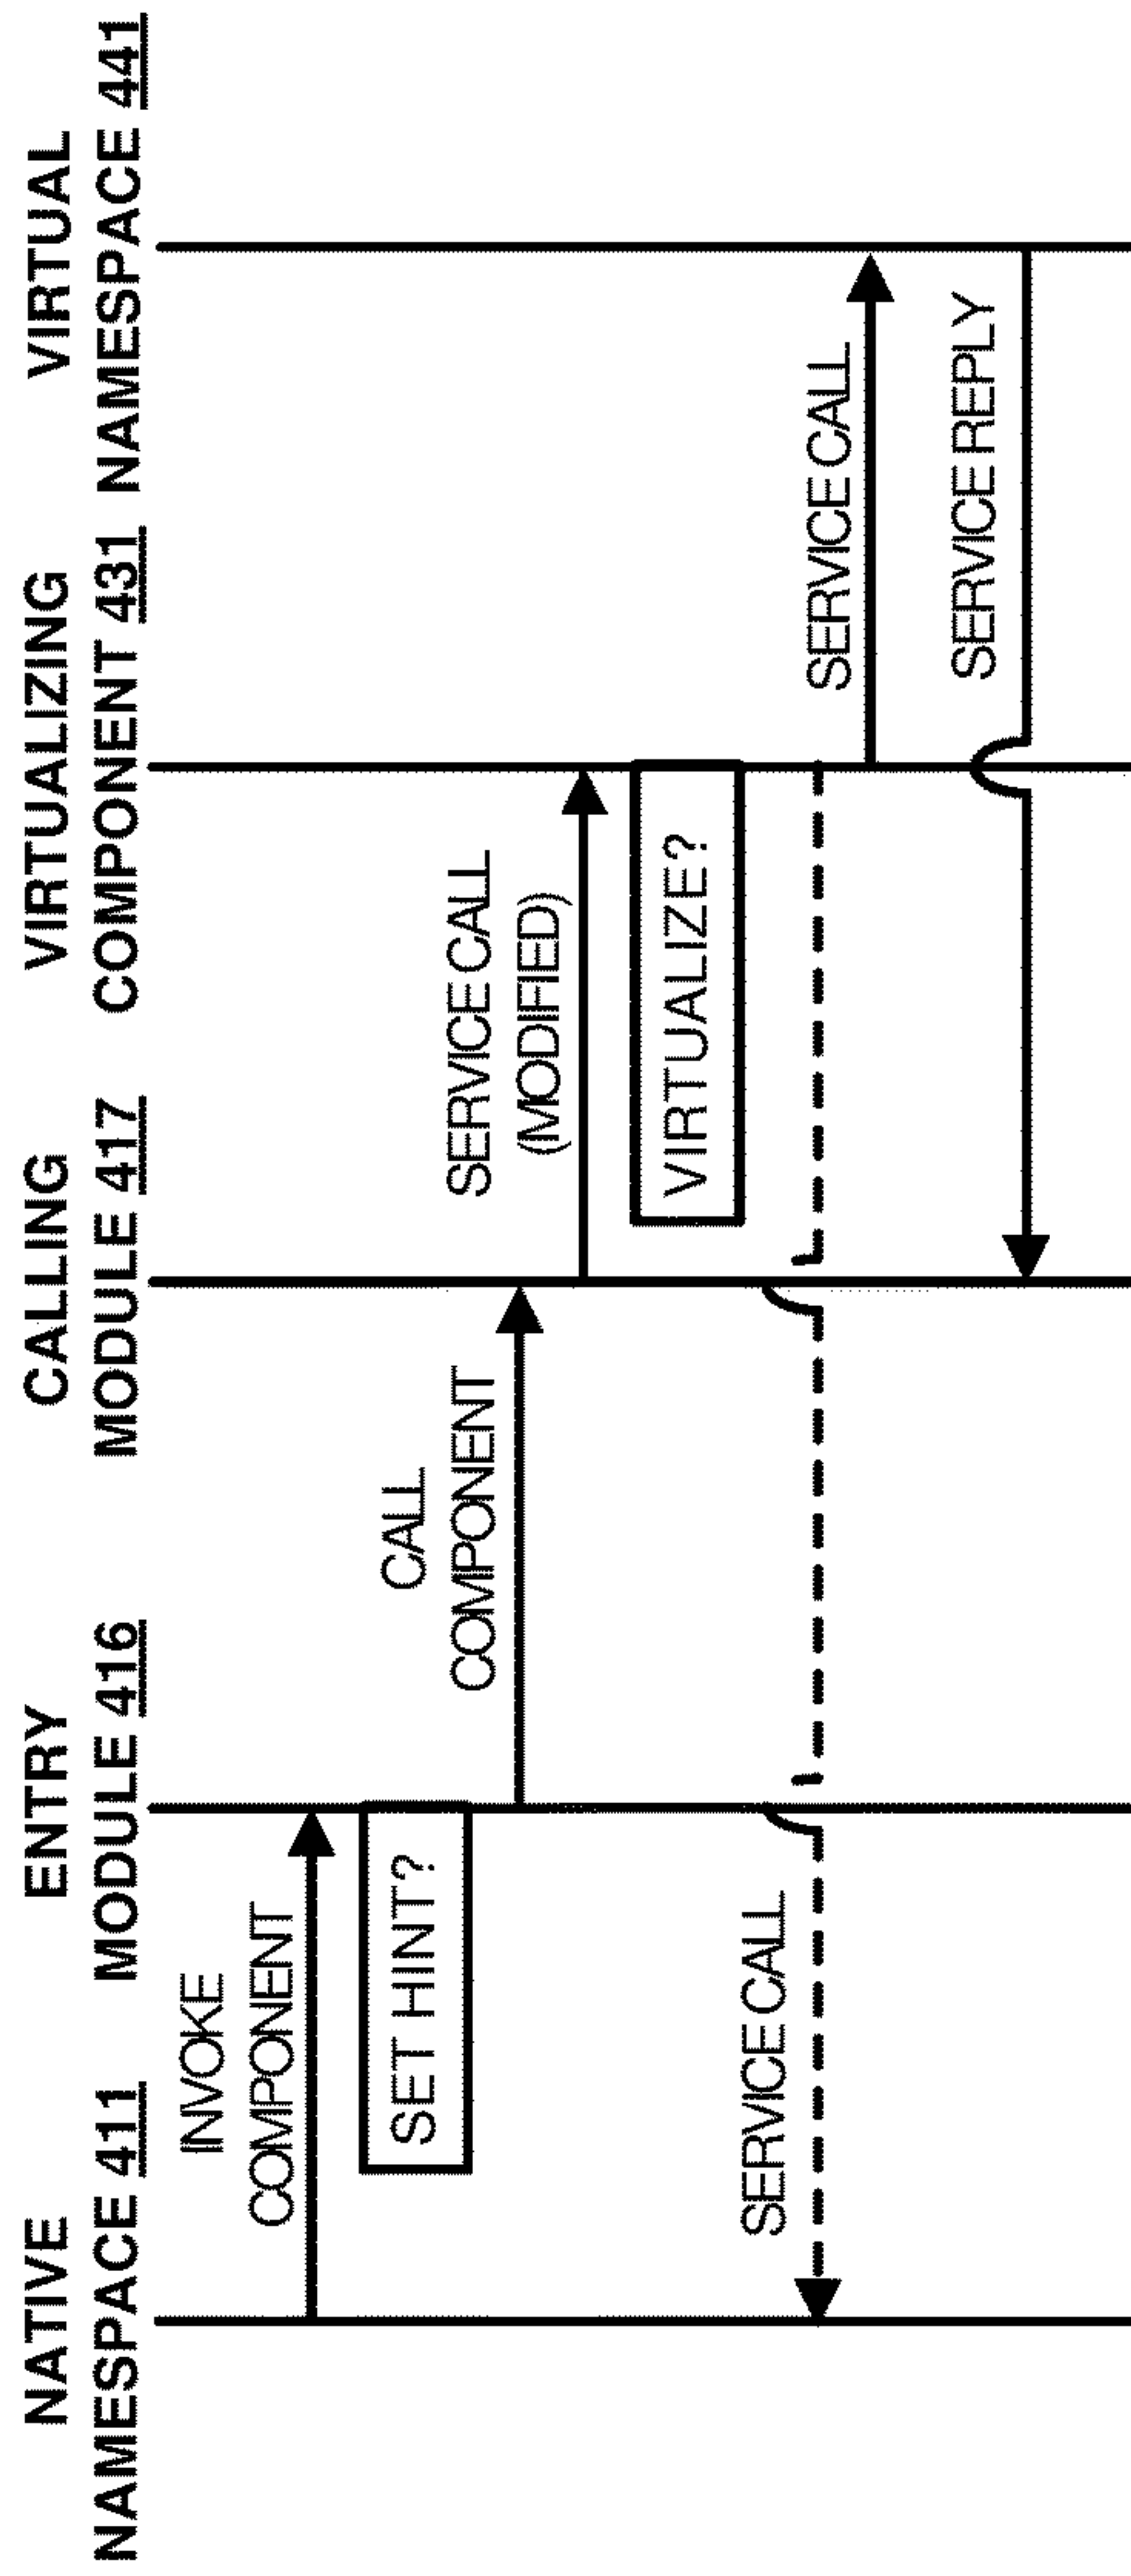 NATIVE
NAMESPACE 411
ENTRY
MODULE 416
CALLING
MODULE 417
VIRTUALIZING
COMPONENT 431
VIRTUAL
NAMESPACE 441
INVOKE
COMPONENT
SET HINT?
CALL
COMPONENT
SERVICE CALL
(MODIFIED)
VIRTUALIZE?
SERVICE CALL
SERVICE CALL
SERVICE REPLY